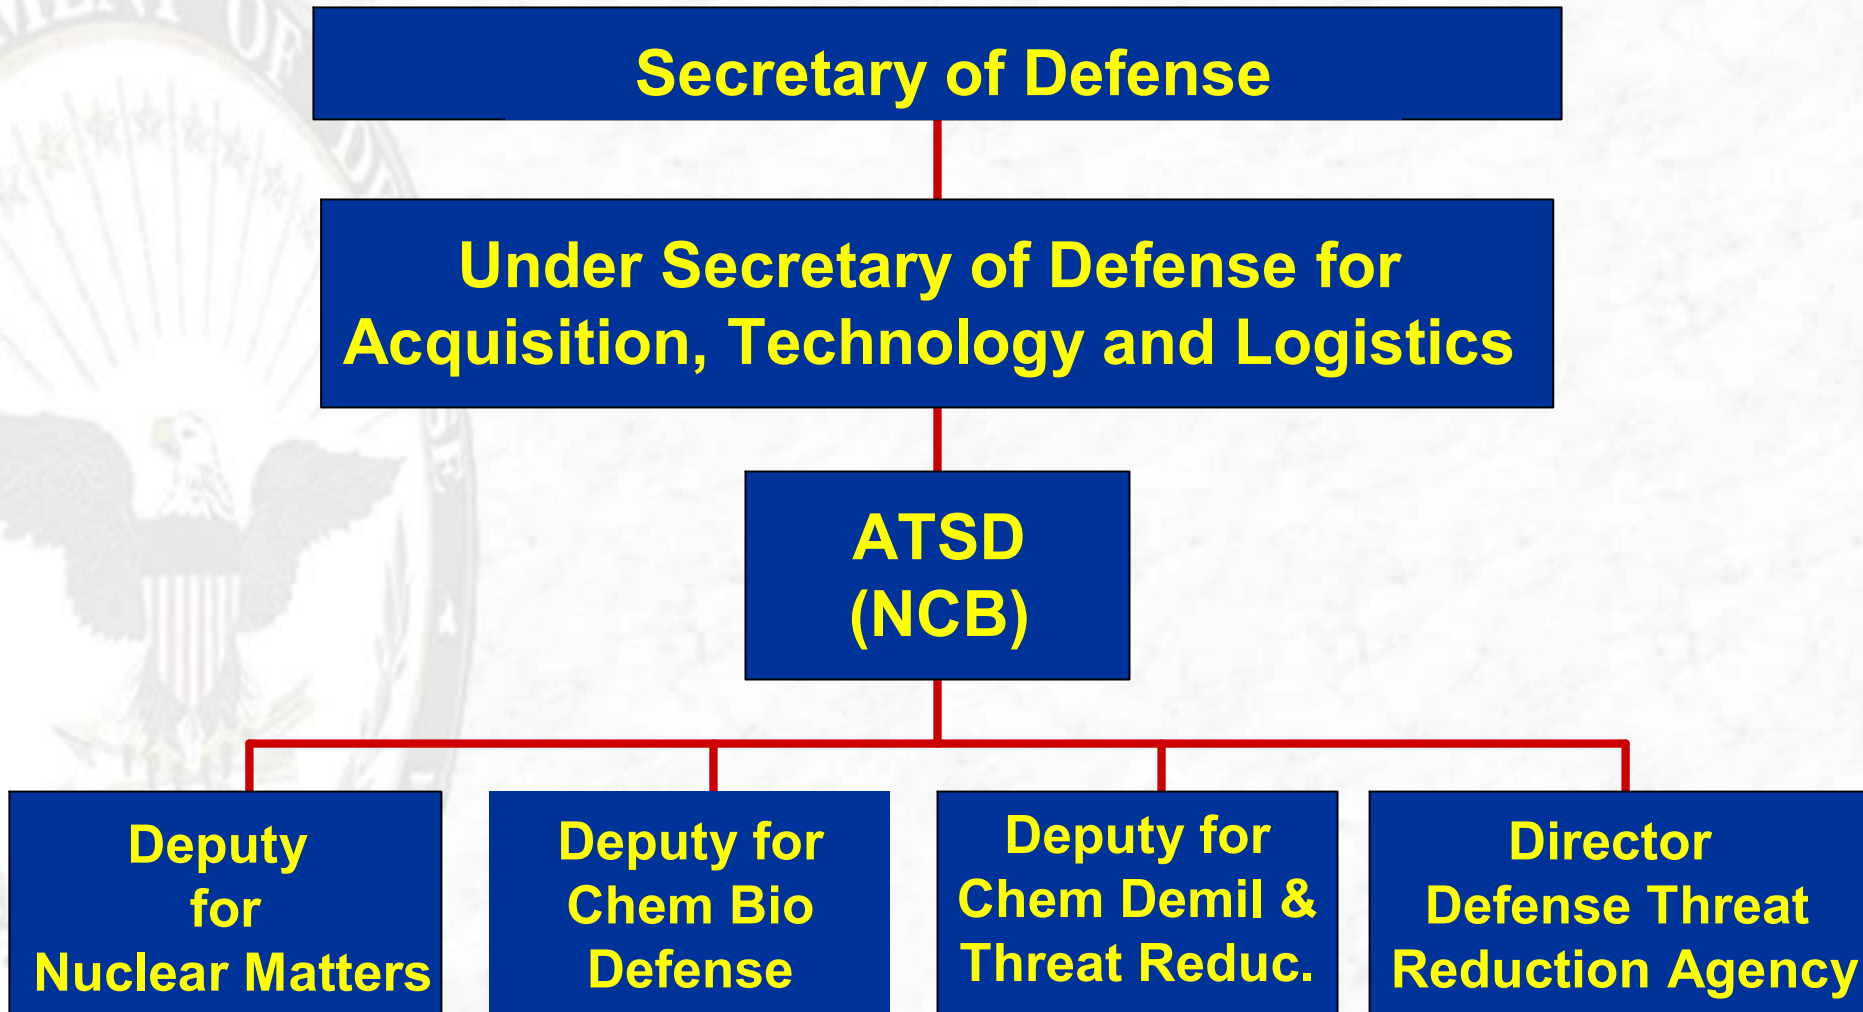 Secretary of Defense
Under Secretary of Defense for
Acquisition, Technology and Logistics
ATSD
(NCB)
Deputy
for
Nuclear Matters
Deputy for
Chem Bio
Defense
Deputy for
Chem Demil &
Threat Reduc.
Director
Defense Threat
Reduction Agency